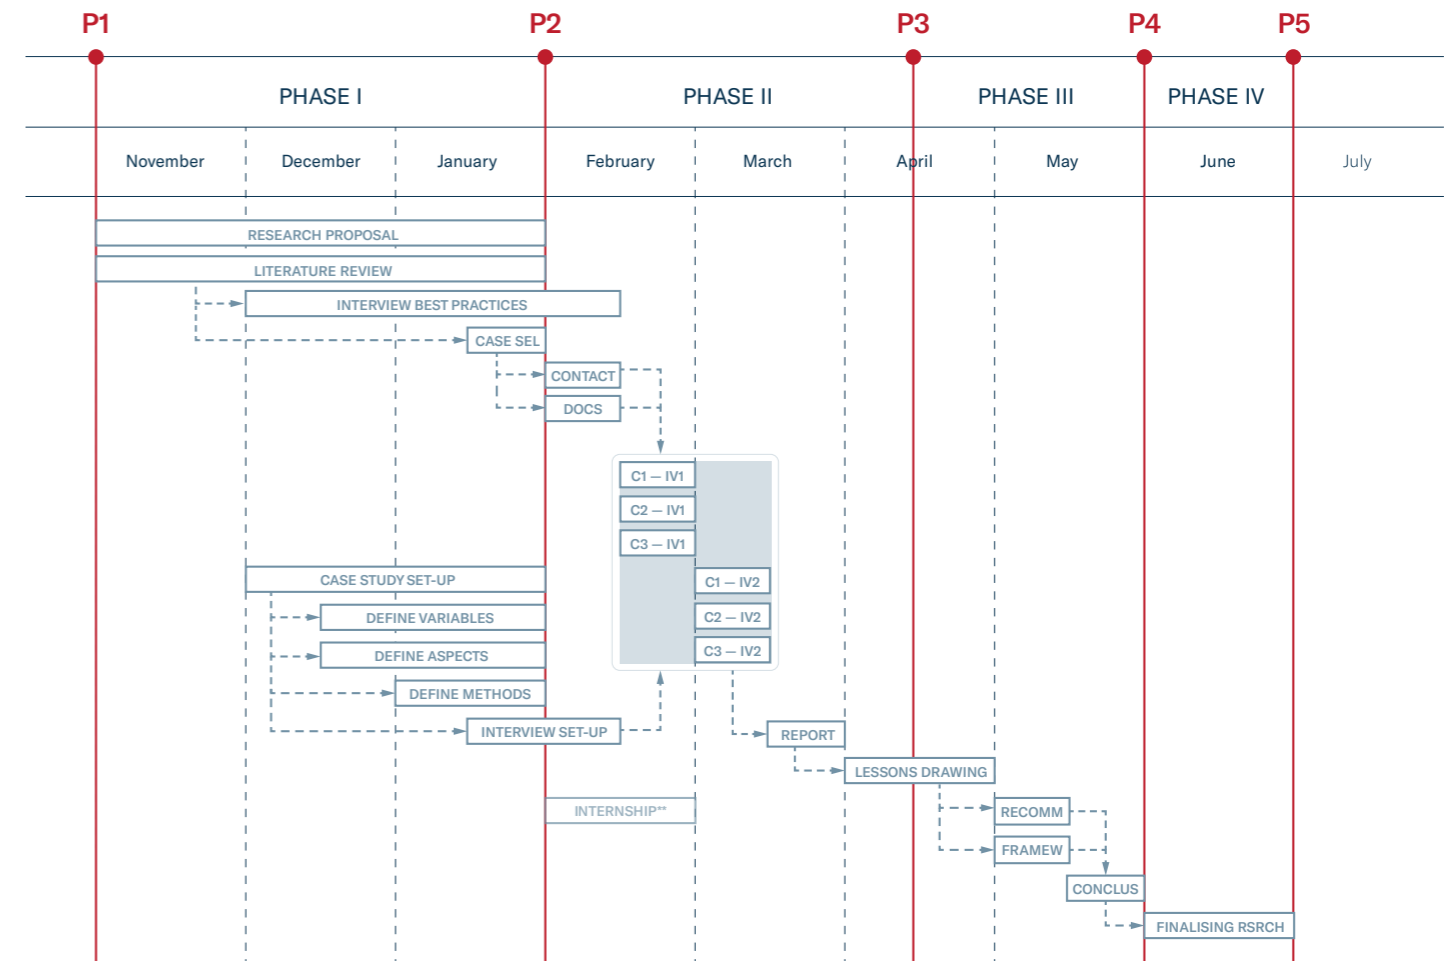 P1 P2 P3 P4 P5
PHASE I PHASE II PHASE III PHASE IV
November December January February March April May June July
RESEARCH PROPOSAL
LITERATURE REVIEW
INTERVIEW BEST PRACTICES
CASE SEL
CONTACT
DOCS
C1 — IV1
C2 — IV1
C3 — IV1
CASE STUDY SET-UP
C1 — IV2
DEFINE VARIABLES
C2 — IV2
DEFINE ASPECTS
C3 — IV2
DEFINE METHODS
INTERVIEW SET-UP
REPORT
LESSONS DRAWING
INTERNSHIP**
RECOMM
FRAMEW
CONCLUS
FINALISING RSRCH